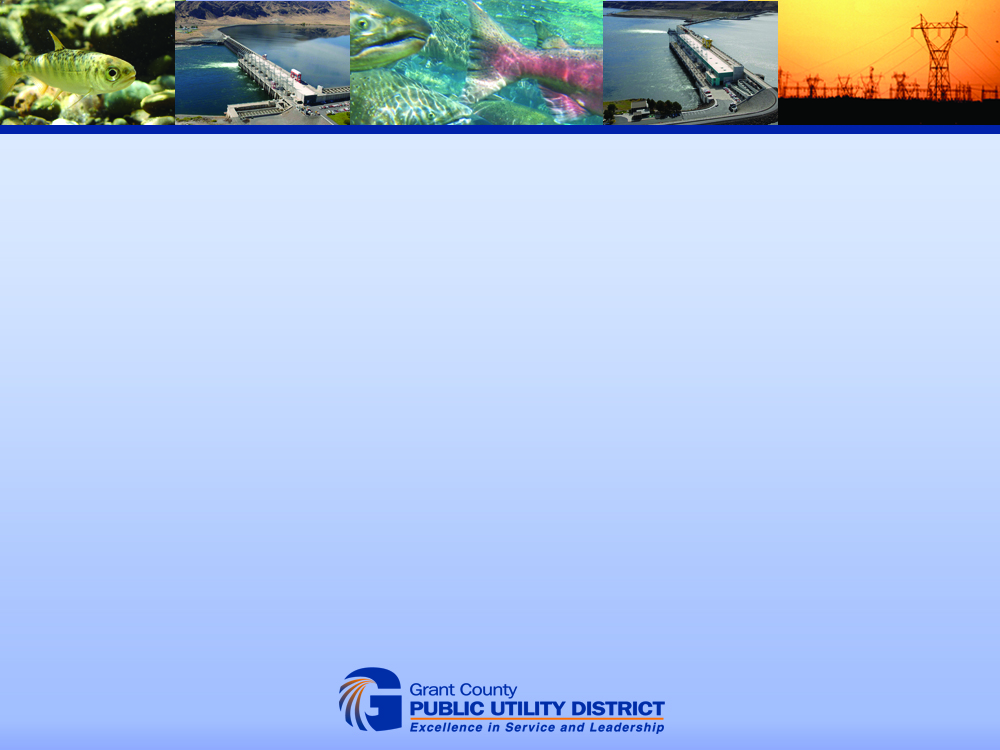 Grant County
PUBLIC UTILITY DISTRICT
Excellence in Service and Leadership